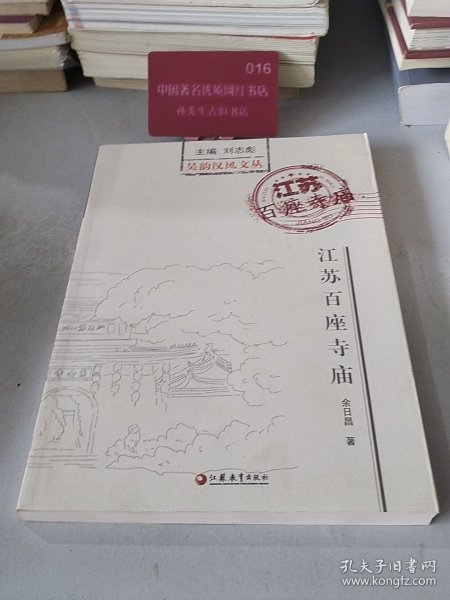 016
中国著名优质网红书店
孙先生古旧书店
主编 刘志彪
吴韵汉风文丛
江苏
百座寺庙
江苏百座寺庙
余日昌 著
江苏教育出版社
孔夫子旧书网
www.kongfz.com